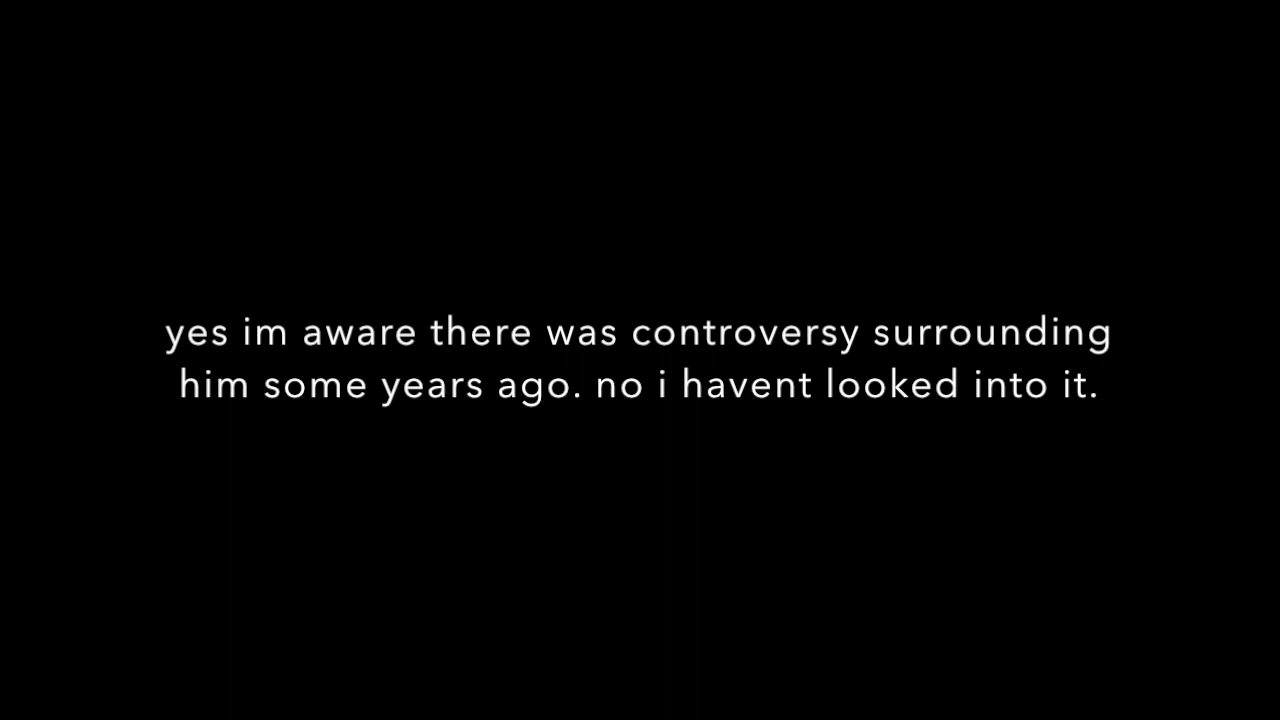 yes im aware there was controversy surrounding
him some years ago. no i havent looked into it.